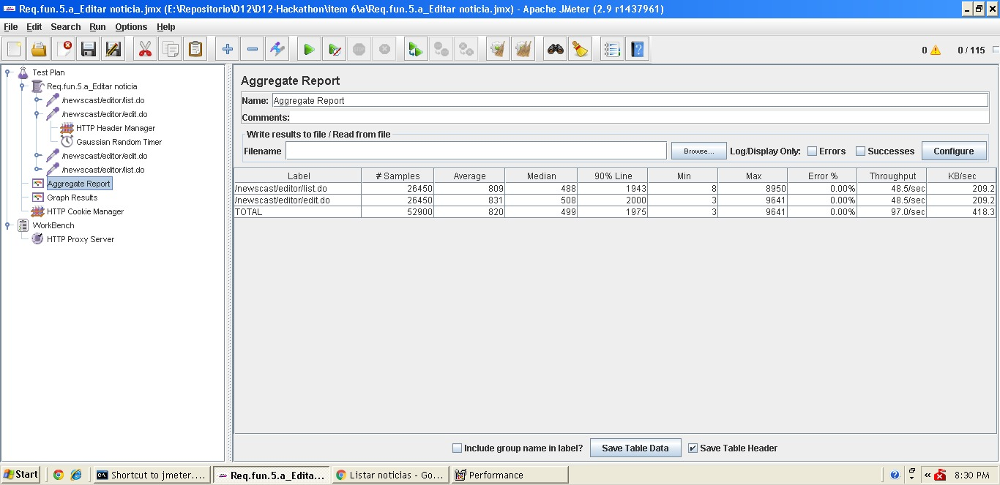 Req.fun.5.a_Editar noticia.jmx (E:\Repositorio\D12\D12-Hackathon\item 6\a\Req.fun.5.a_Editar noticia.jmx) - Apache JMeter (2.9 r1437961)
File Edit Search Run Options Help
0 0 / 115
Test Plan
Req.fun.5.a_Editar noticia
/newscast/editor/list.do
/newscast/editor/edit.do
HTTP Header Manager
Gaussian Random Timer
/newscast/editor/edit.do
/newscast/editor/list.do
Aggregate Report
Graph Results
HTTP Cookie Manager
WorkBench
HTTP Proxy Server
Aggregate Report
Name: Aggregate Report
Comments:
Write results to file / Read from file
Filename Browse... Log/Display Only: Errors Successes Configure
Label # Samples Average Median 90% Line Min Max Error % Throughput KB/sec
/newscast/editor/list.do 26450 809 488 1943 8 8950 0.00% 48.5/sec 209.2
/newscast/editor/edit.do 26450 831 508 2000 3 9641 0.00% 48.5/sec 209.2
TOTAL 52900 820 499 1975 3 9641 0.00% 97.0/sec 418.3
Include group name in label? Save Table Data Save Table Header
Start Shortcut to jmeter.... Req.fun.5.a_Edita... Listar noticias - Go... Performance 8:30 PM